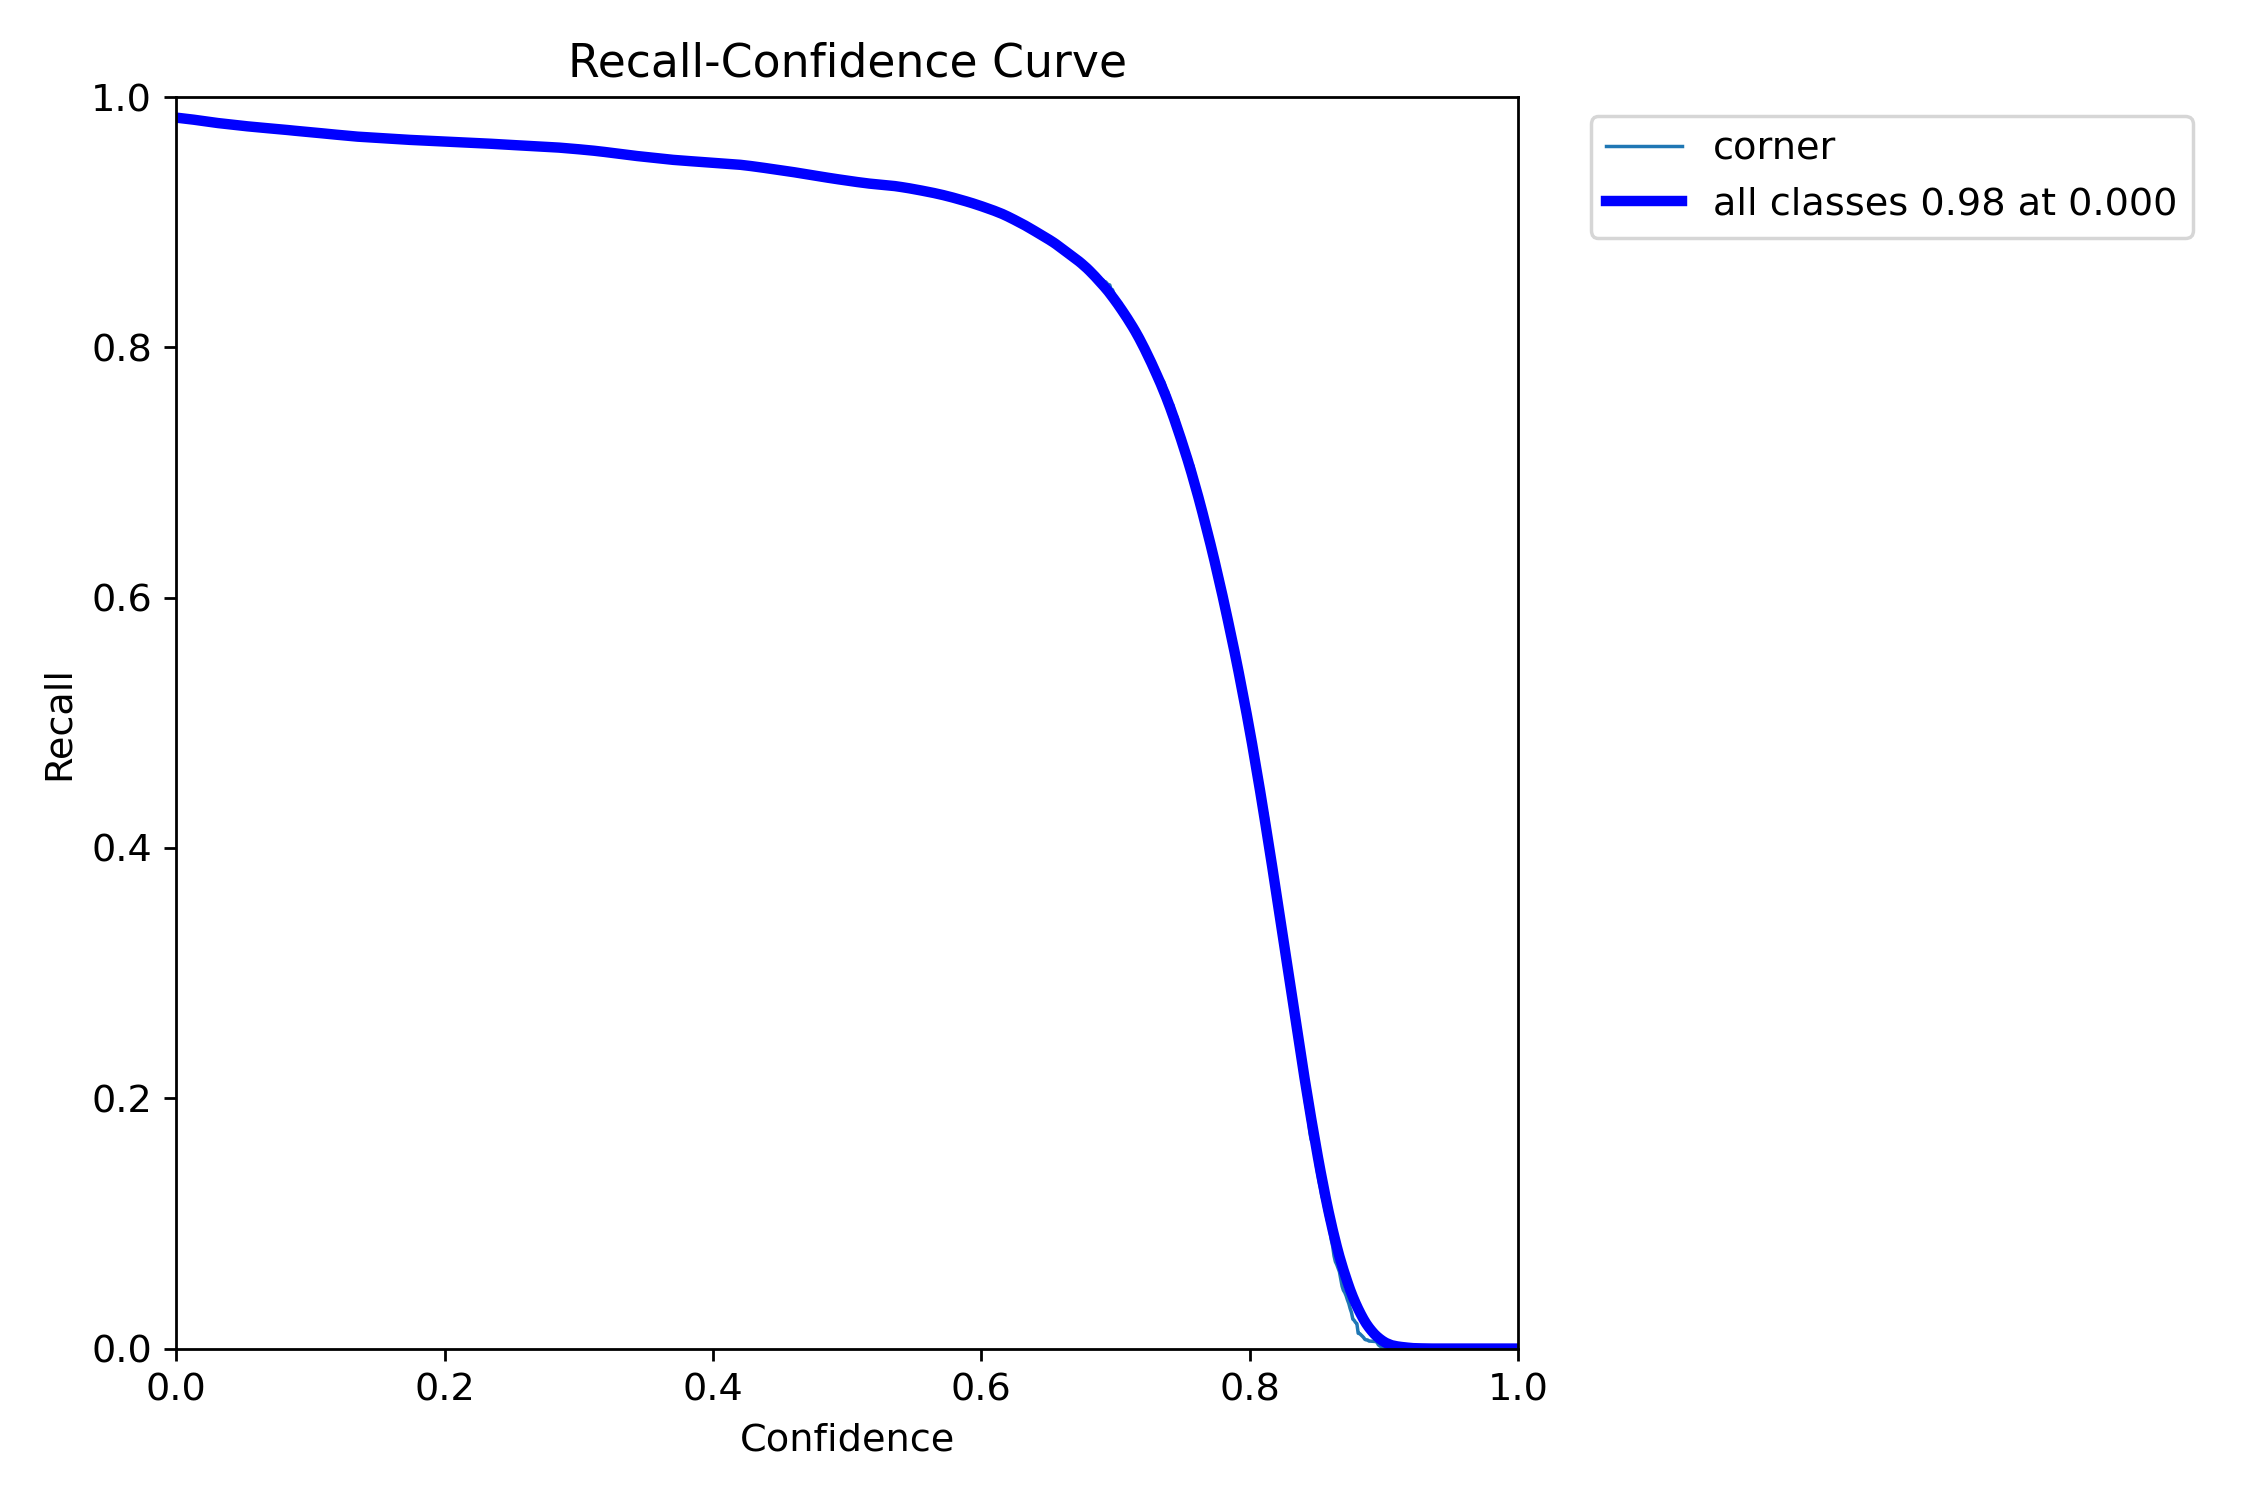 Recall-Confidence Curve
corner
all classes 0.98 at 0.000
1.0
0.8
0.6
0.4
0.2
0.0
Recall
0.0 0.2 0.4 0.6 0.8 1.0
Confidence